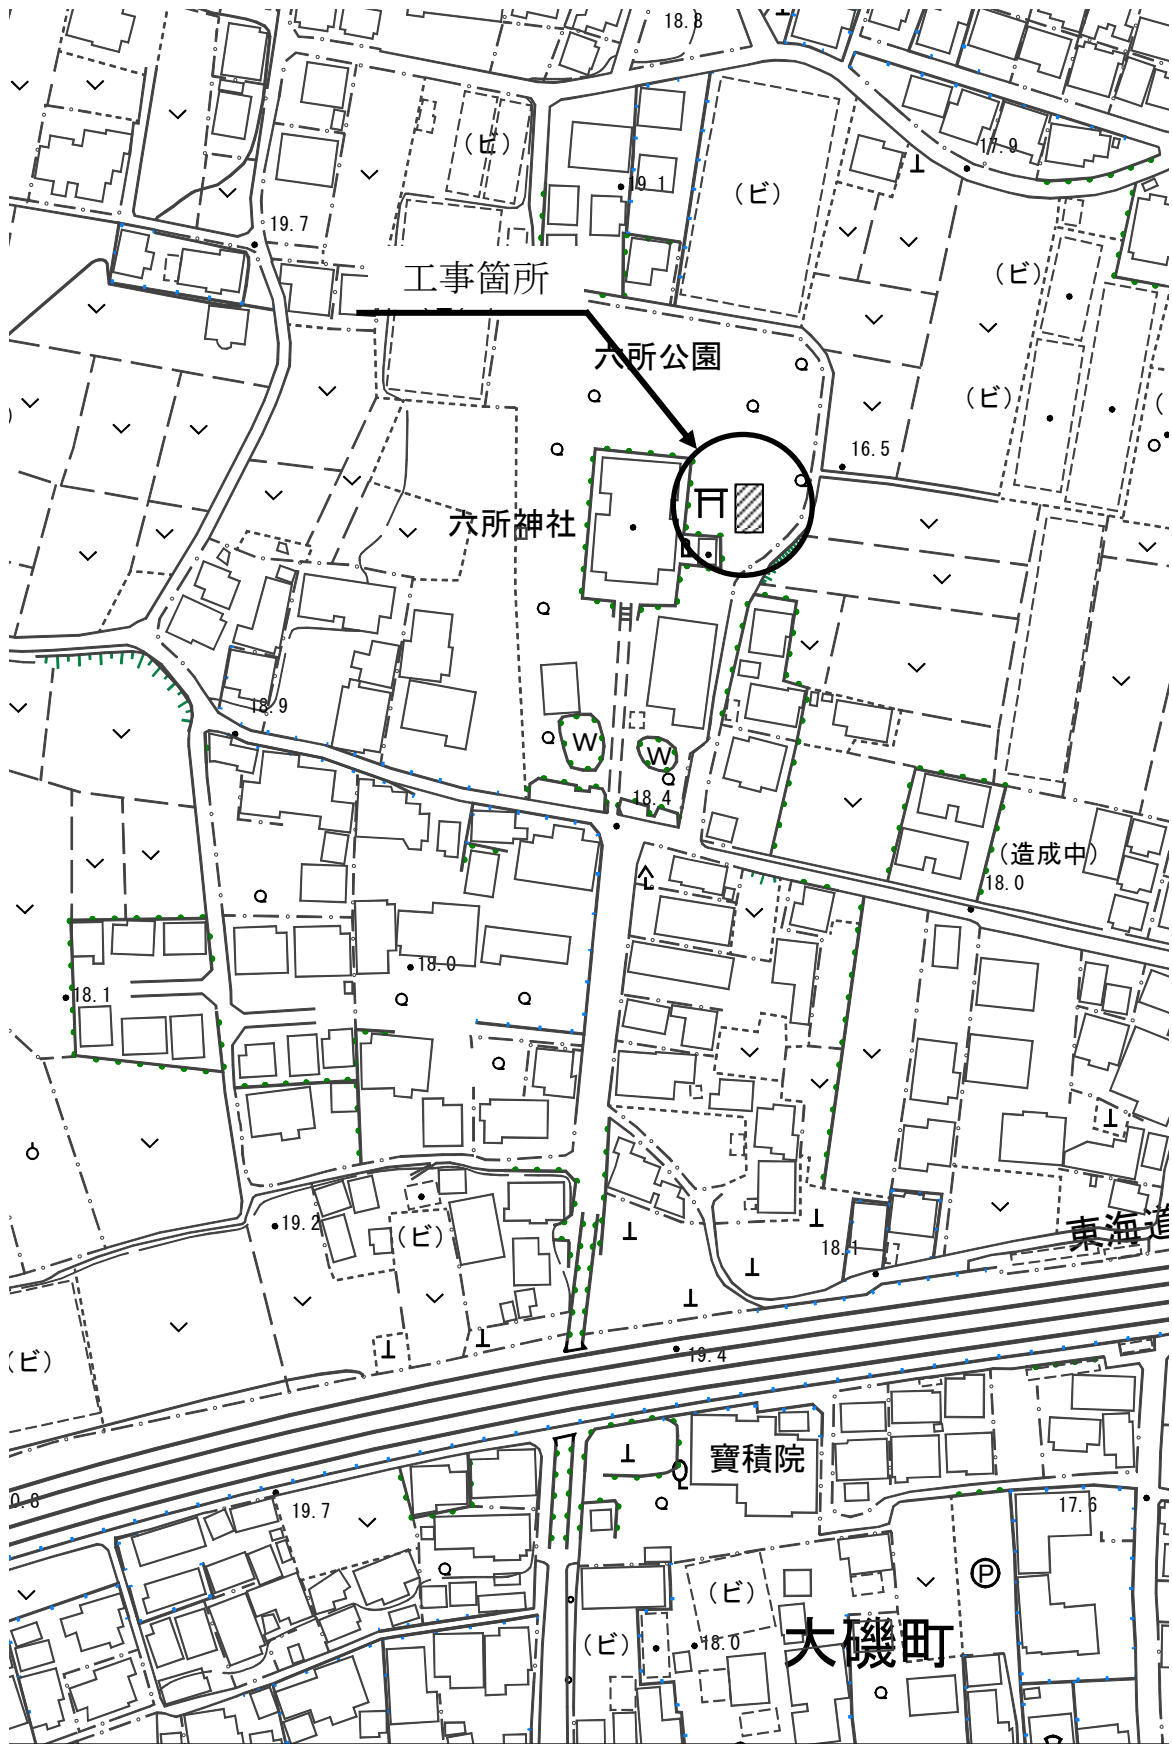 18.8
17.9
(ビ)
19.1
(ビ)
19.7
工事箇所
(ビ)
六所公園
(ビ)
16.5
六所神社
18.9
W
W
18.4
(造成中)
18.0
18.0
18.1
19.2
(ビ)
18.1
東海道
19.4
(ビ)
寶積院
0.8
19.7
17.6
P
(ビ)
(ビ)
18.0
大磯町